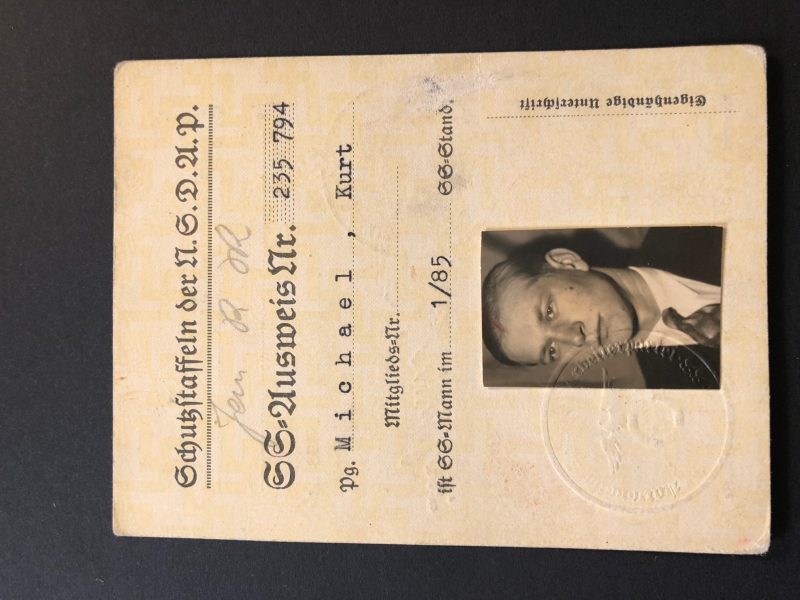 Schutzstaffeln der N.S.D.A.P.
SS-Ausweis Nr. 235 794
Pg. Michael , Kurt
Mitglieds-Nr.
ist SS-Mann im 1/85 SS-Stand.
Eigenhändige Unterschrift